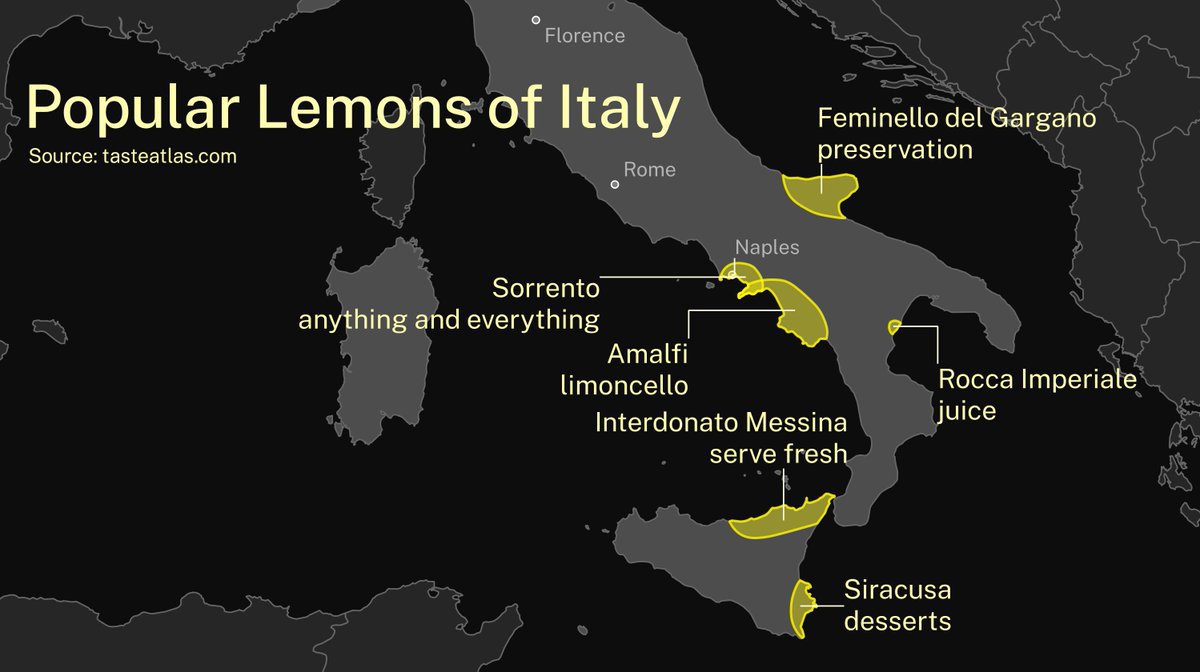 Florence
Popular Lemons of Italy
Source: tasteatlas.com
Feminello del Gargano
preservation
Rome
Naples
Sorrento
anything and everything
Amalfi
limoncello
Rocca Imperiale
juice
Interdonato Messina
serve fresh
Siracusa
desserts